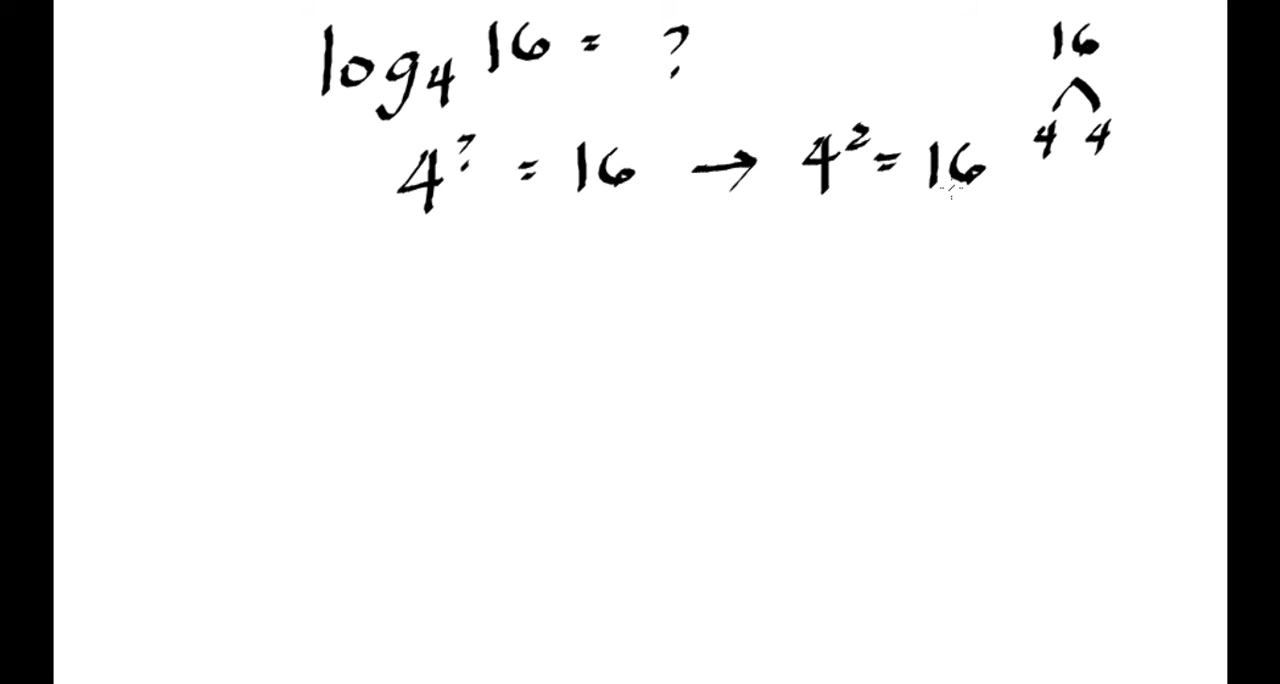 log₄ 16 = ?
4^? = 16 → 4² = 16
16
4 4